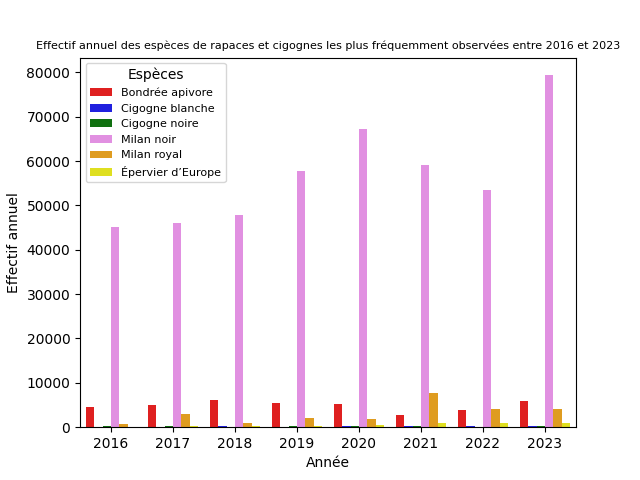 Effectif annuel des espèces de rapaces et cigognes les plus fréquemment observées entre 2016 et 2023
80000
70000
60000
50000
40000
30000
20000
10000
0
Effectif annuel
Espèces
Bondrée apivore
Cigogne blanche
Cigogne noire
Milan noir
Milan royal
Épervier d’Europe
2016 2017 2018 2019 2020 2021 2022 2023
Année